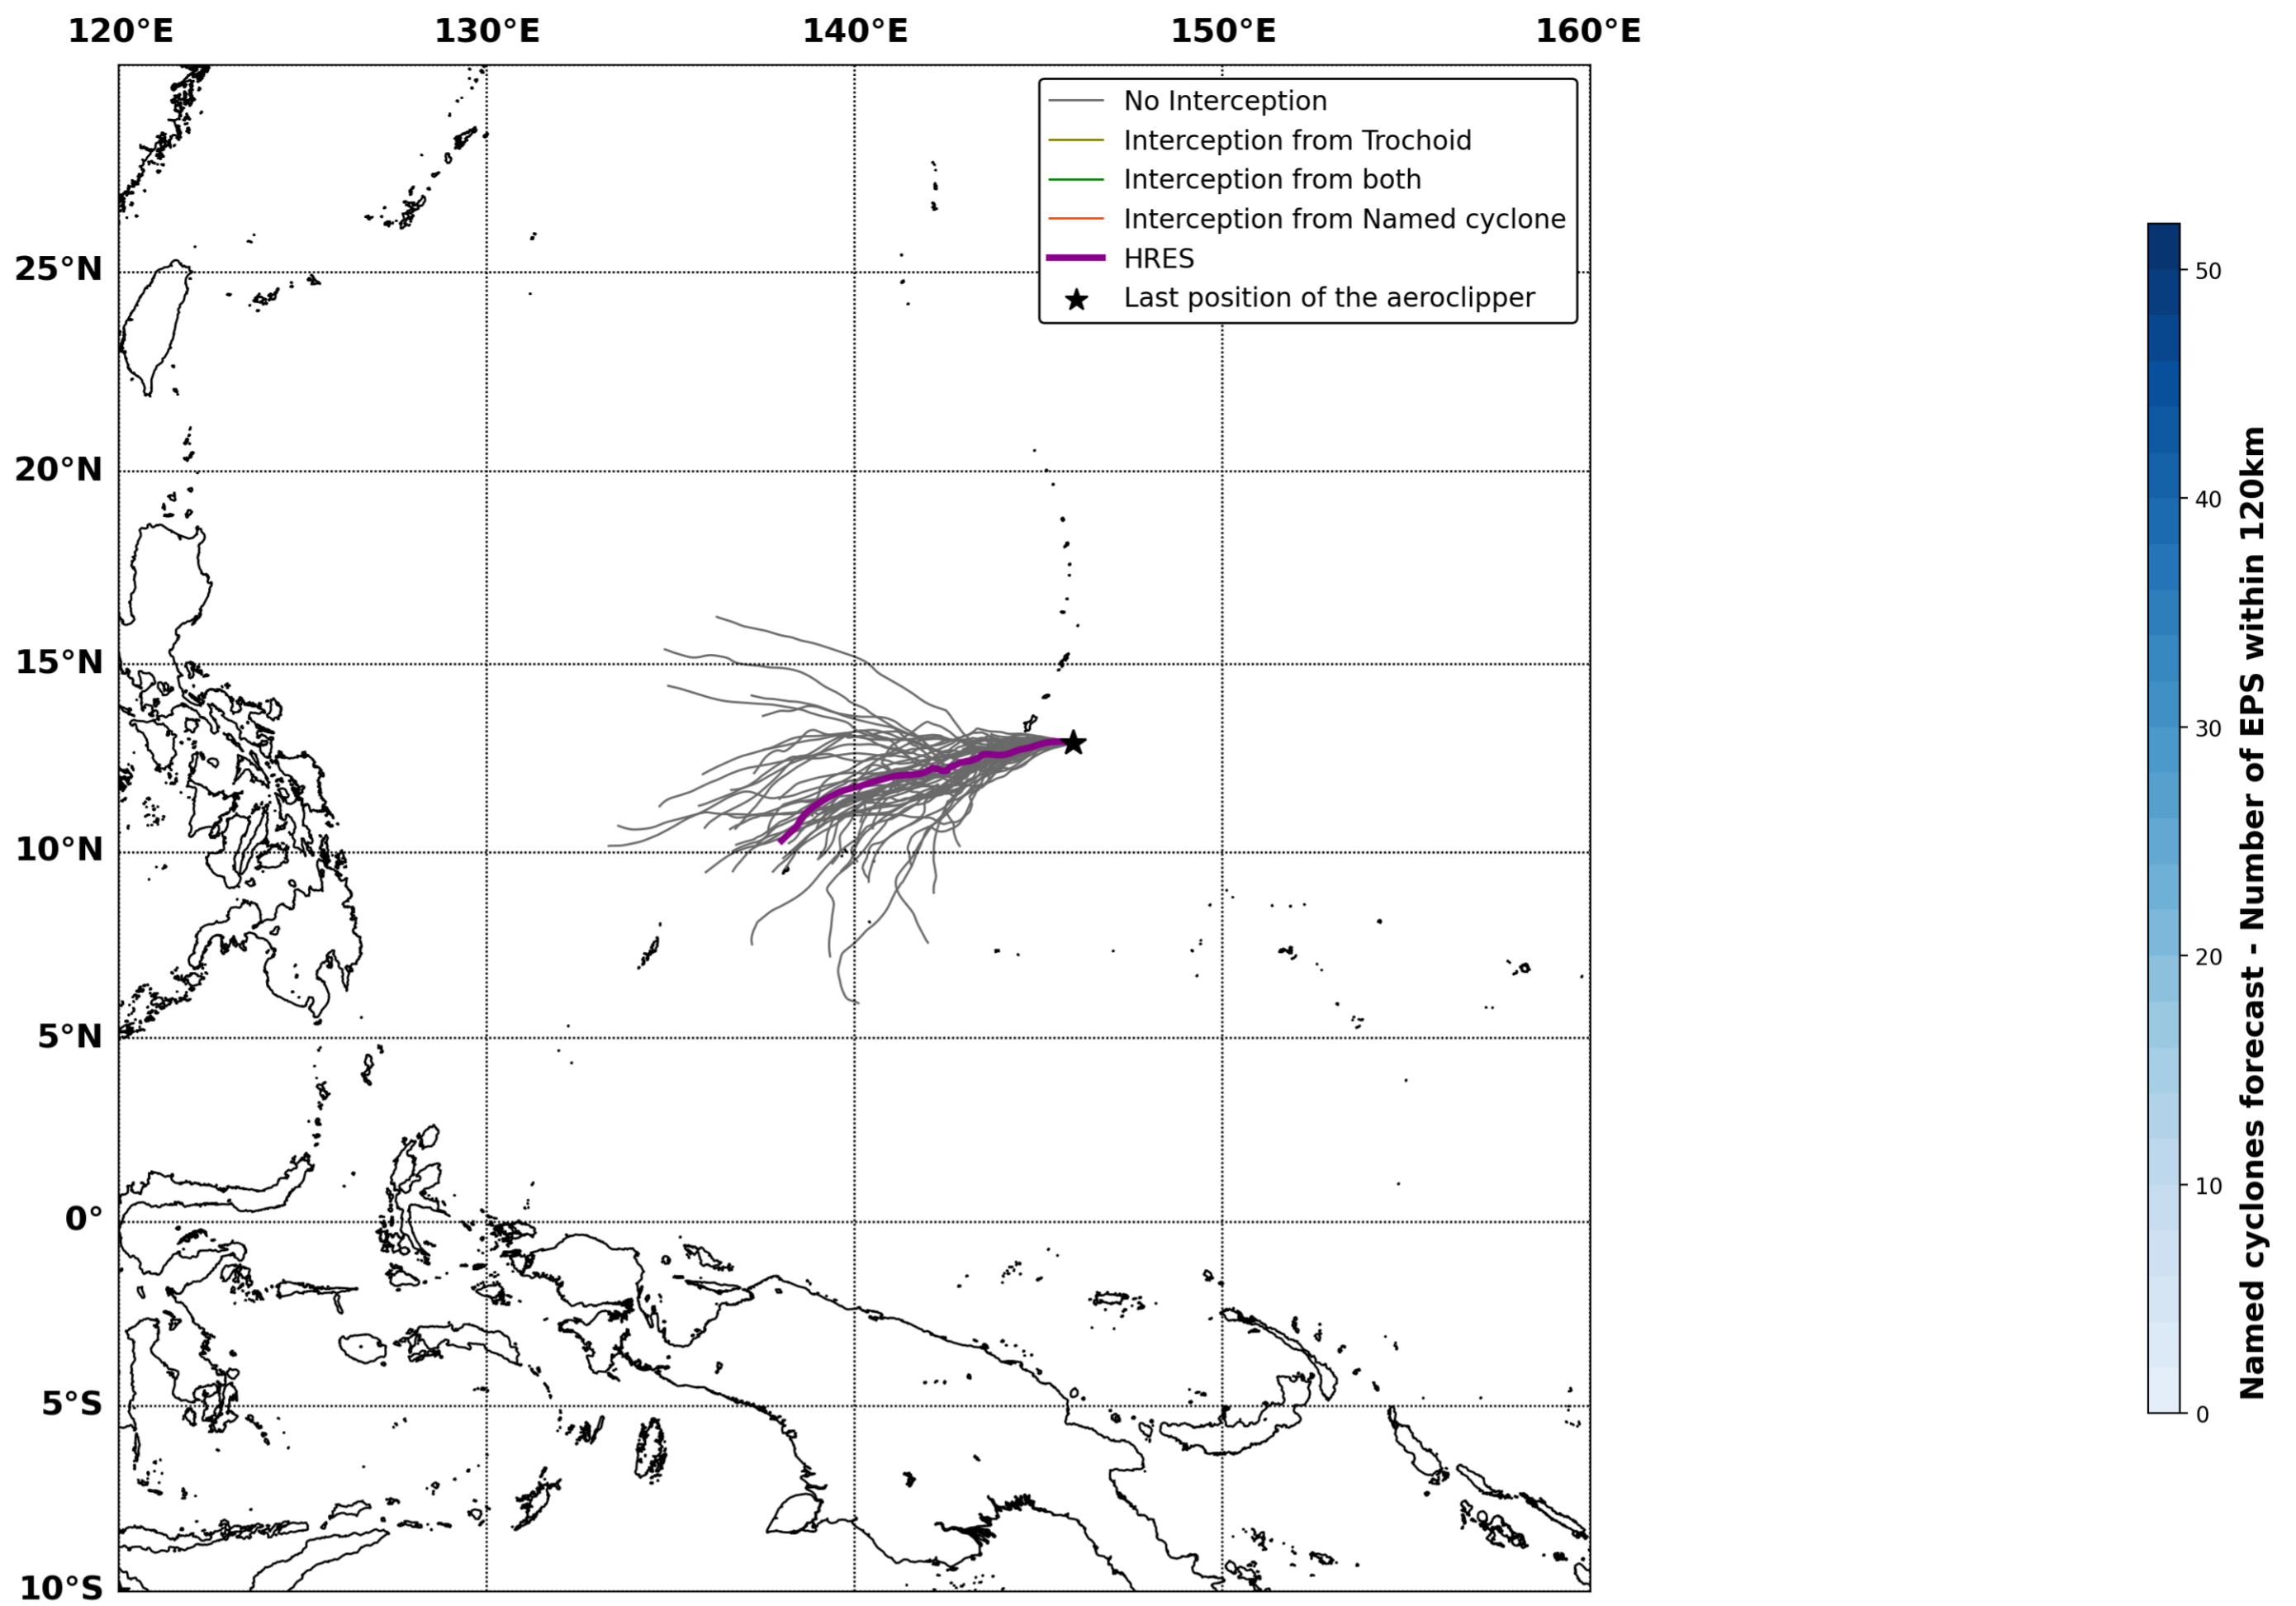 120°E 130°E 140°E 150°E 160°E
No Interception
Interception from Trochoid
Interception from both
Interception from Named cyclone
HRES
Last position of the aeroclipper
25°N
20°N
15°N
10°N
5°N
0°
5°S
10°S
50
40
30
20
10
0
Named cyclones forecast - Number of EPS within 120km